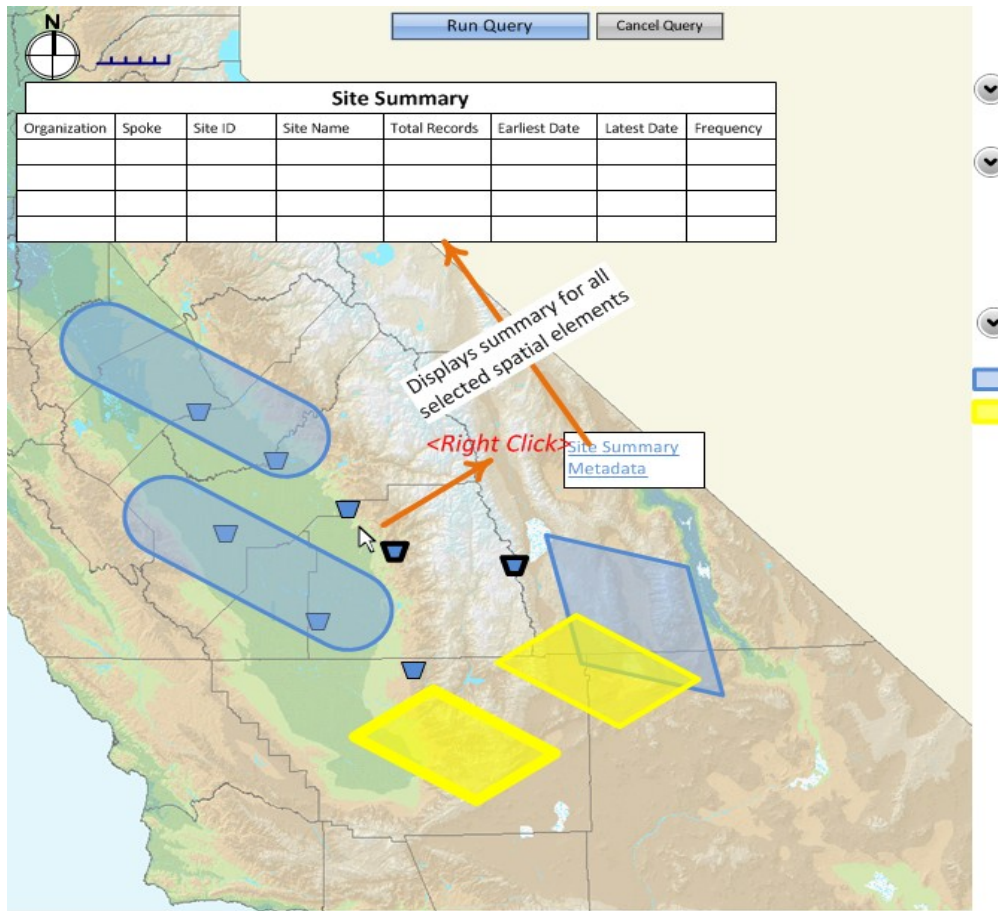 N
Run Query
Cancel Query
Site Summary
Organization Spoke Site ID Site Name Total Records Earliest Date Latest Date Frequency
Displays summary for all
selected spatial elements
<Right Click>
Site Summary
Metadata